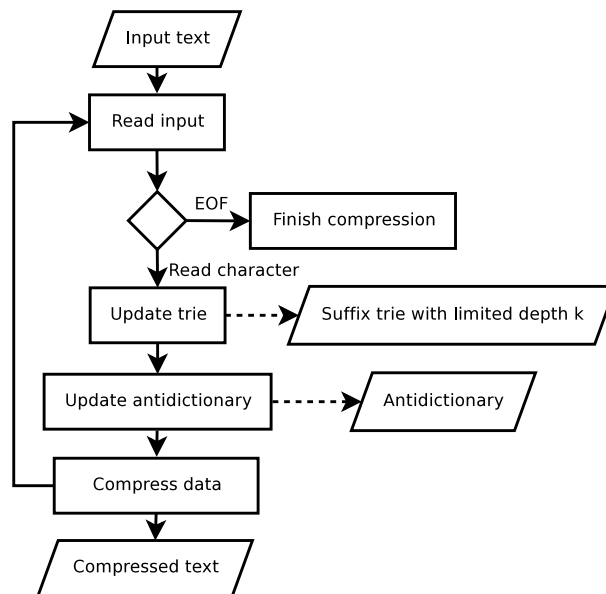 Input text
Read input
EOF
Finish compression
Read character
Update trie
Suffix trie with limited depth k
Update antidictionary
Antidictionary
Compress data
Compressed text